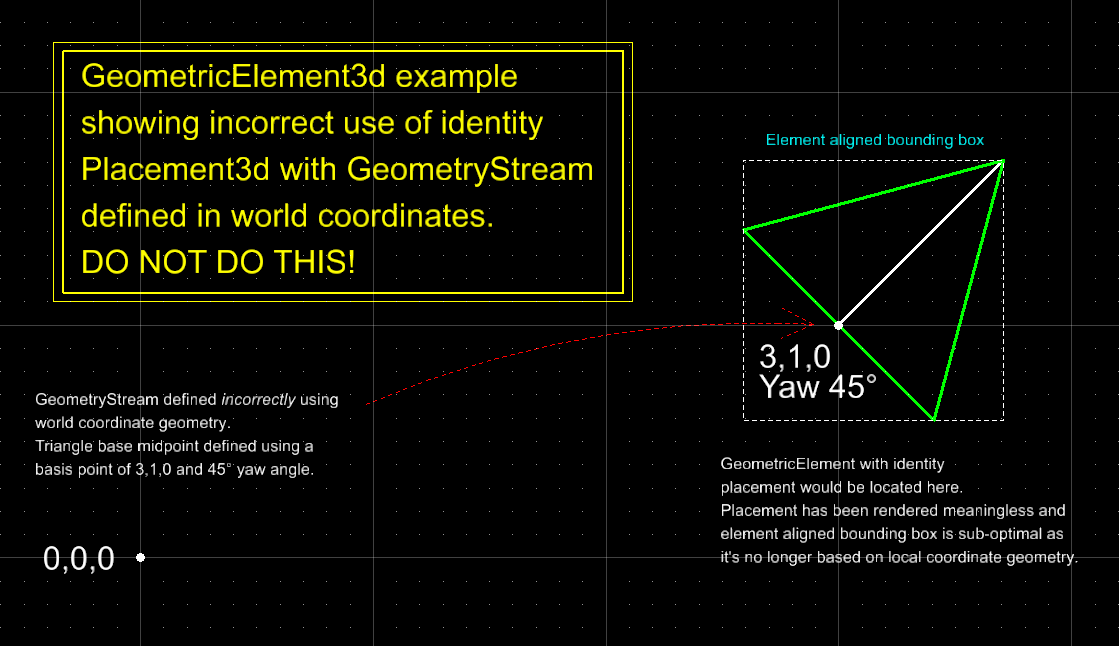 GeometricElement3d example
showing incorrect use of identity
Placement3d with GeometryStream
defined in world coordinates.
DO NOT DO THIS!
Element aligned bounding box
3,1,0
Yaw 45°
GeometryStream defined incorrectly using
world coordinate geometry.
Triangle base midpoint defined using a
basis point of 3,1,0 and 45° yaw angle.
GeometricElement with identity
placement would be located here.
Placement has been rendered meaningless and
element aligned bounding box is sub-optimal as
it's no longer based on local coordinate geometry.
0,0,0